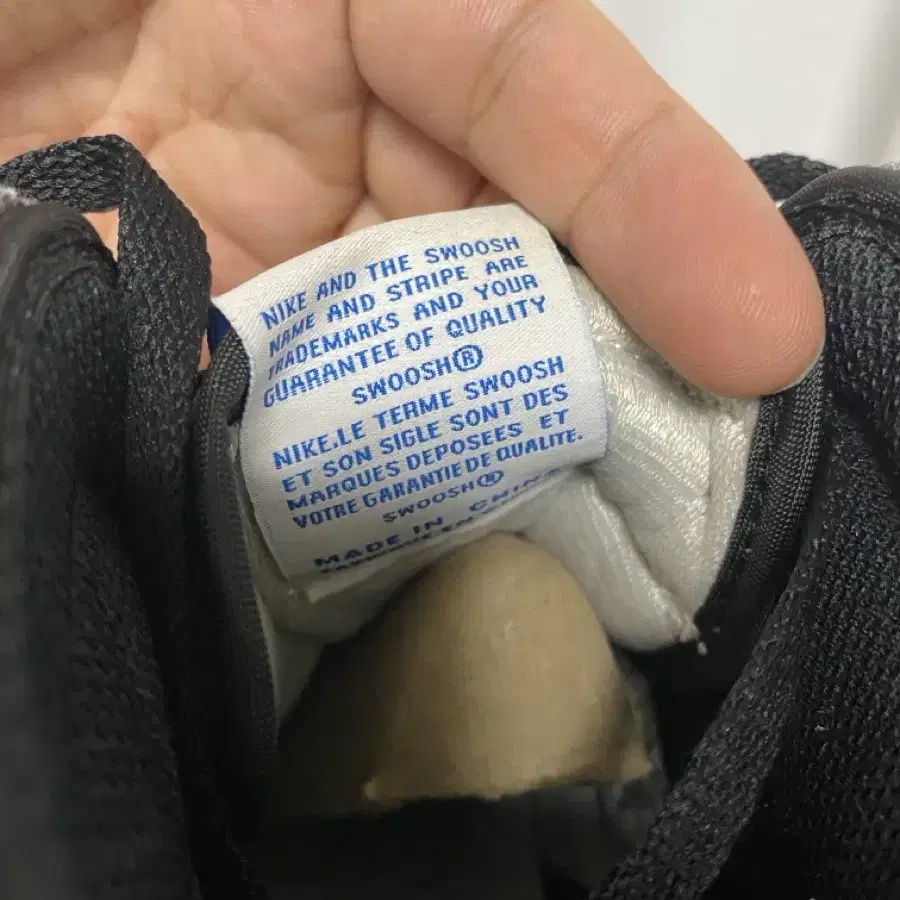 NIKE AND THE SWOOSH
NAME AND STRIPE ARE
TRADEMARKS AND YOUR
GUARANTEE OF QUALITY
SWOOSH®
NIKE.LE TERME SWOOSH
ET SON SIGLE SONT DES
MARQUES DEPOSEES ET
VOTRE GARANTIE DE QUALITE.
SWOOSH®
MADE IN CHINA